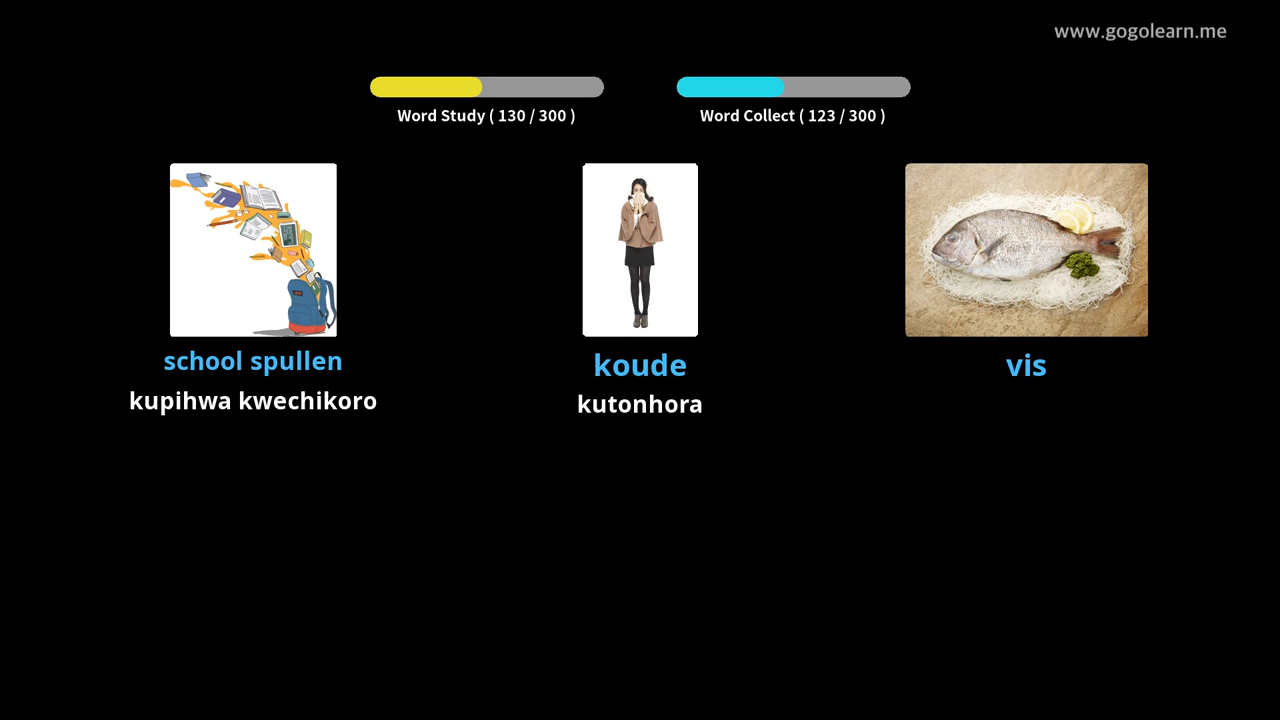 www.gogolearn.me
Word Study ( 130 / 300 )
Word Collect ( 123 / 300 )
school spullen
koude
vis
kupihwa kwechikoro
kutonhora